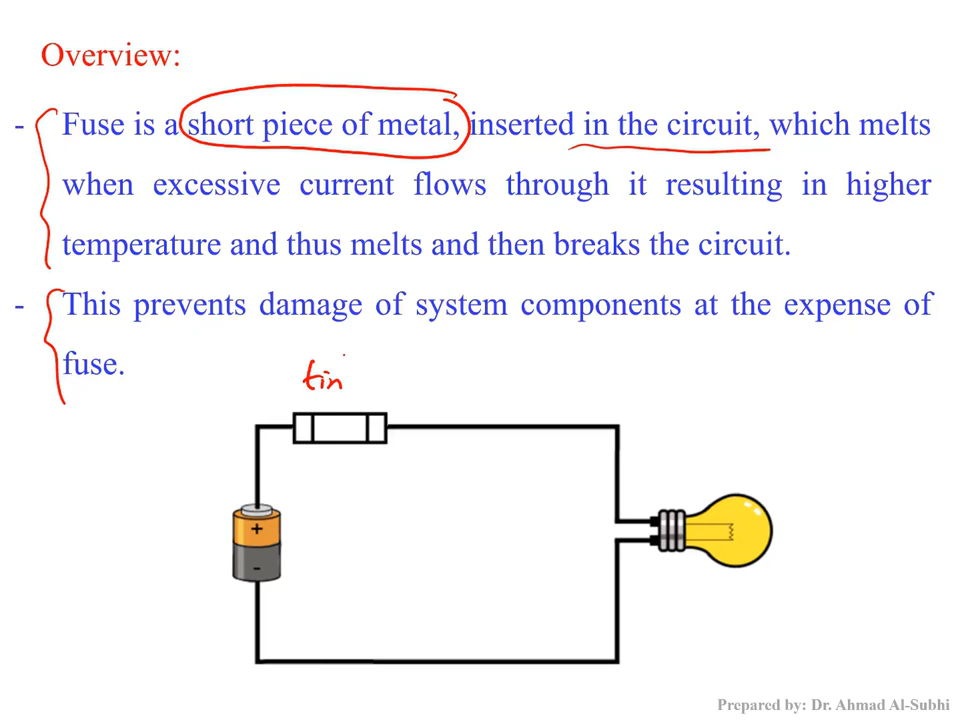 Overview:
- Fuse is a short piece of metal, inserted in the circuit, which melts
when excessive current flows through it resulting in higher
temperature and thus melts and then breaks the circuit.
- This prevents damage of system components at the expense of
fuse.
tin
+
-
Prepared by: Dr. Ahmad Al-Subhi